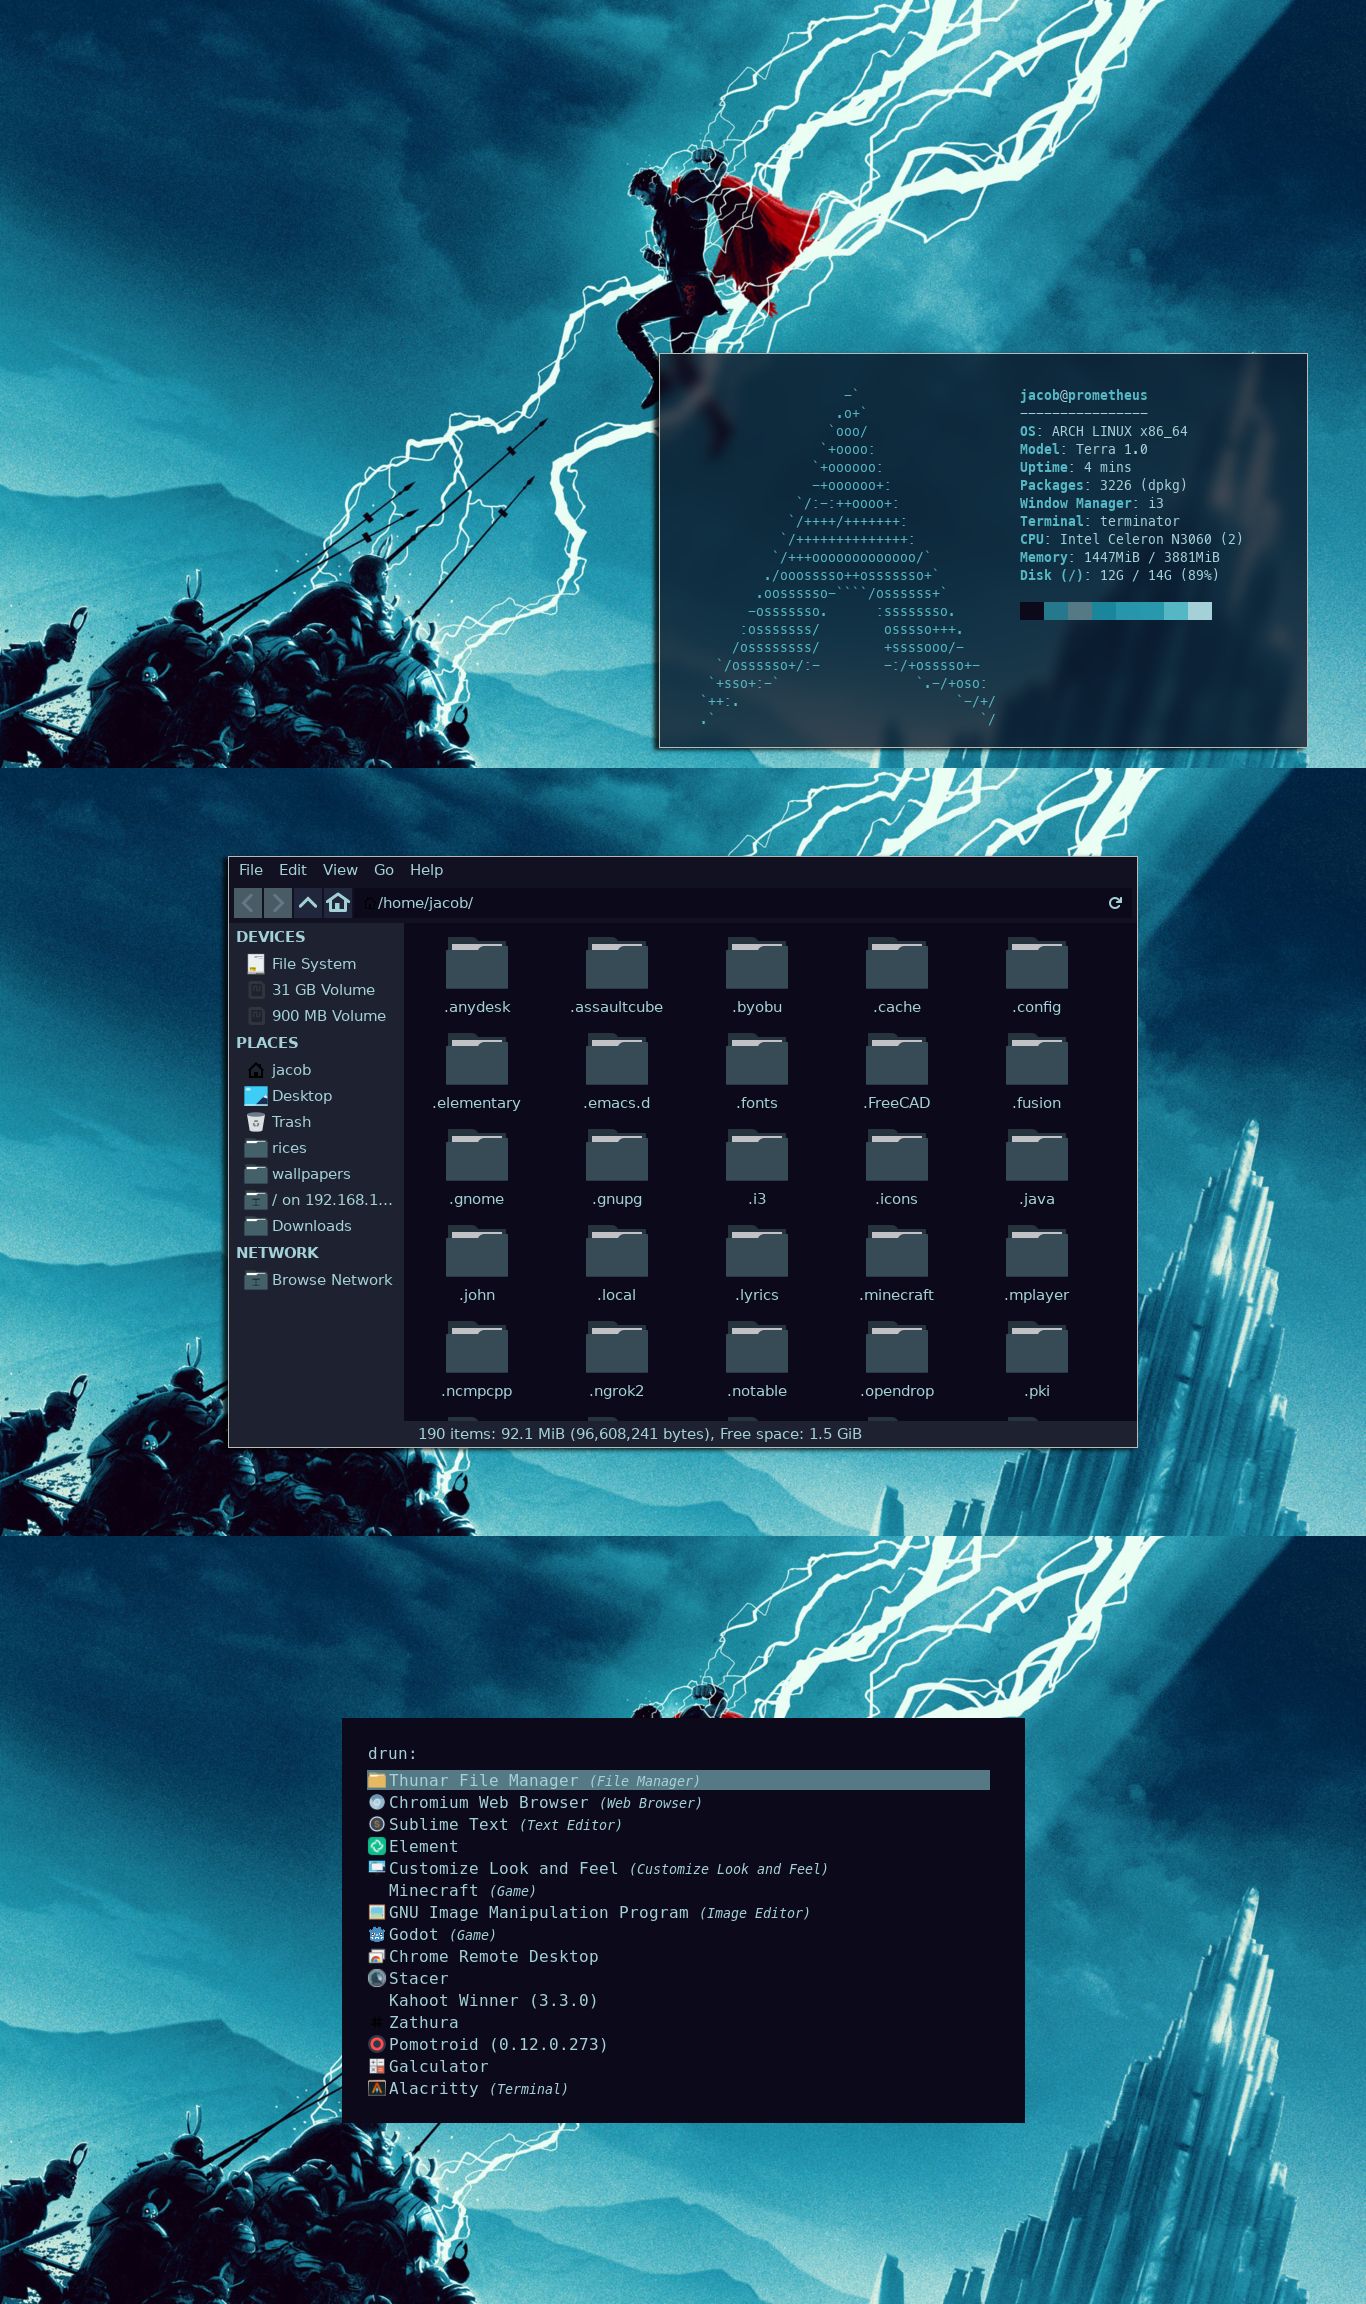 jacob@prometheus
----------------
OS: ARCH LINUX x86_64
Model: Terra 1.0
Uptime: 4 mins
Packages: 3226 (dpkg)
Window Manager: i3
Terminal: terminator
CPU: Intel Celeron N3060 (2)
Memory: 1447MiB / 3881MiB
Disk (/): 12G / 14G (89%)
-`
.o+`
`ooo/
`+oooo:
`+oooooo:
-+oooooo+:
`/:-:++oooo+:
`/++++/+++++++:
`/++++++++++++++:
`/+++ooooooooooooo/`
./ooosssso++osssssso+`
.oossssso-````/ossssss+`
-osssssso.      :ssssssso.
:osssssss/        osssso+++.
/ossssssss/        +ssssooo/-
`/ossssso+/:-        -:/+osssso+-
`+sso+:-`                 `.-/+oso:
`++:.                           `-/+/
.`                                 `/
File Edit View Go Help
/home/jacob/
DEVICES
File System
31 GB Volume
900 MB Volume
PLACES
jacob
Desktop
Trash
rices
wallpapers
/ on 192.168.1...
Downloads
NETWORK
Browse Network
.anydesk .assaultcube .byobu .cache .config
.elementary .emacs.d .fonts .FreeCAD .fusion
.gnome .gnupg .i3 .icons .java
.john .local .lyrics .minecraft .mplayer
.ncmpcpp .ngrok2 .notable .opendrop .pki
190 items: 92.1 MiB (96,608,241 bytes), Free space: 1.5 GiB
drun:
Thunar File Manager (File Manager)
Chromium Web Browser (Web Browser)
Sublime Text (Text Editor)
Element
Customize Look and Feel (Customize Look and Feel)
Minecraft (Game)
GNU Image Manipulation Program (Image Editor)
Godot (Game)
Chrome Remote Desktop
Stacer
Kahoot Winner (3.3.0)
Zathura
Pomotroid (0.12.0.273)
Galculator
Alacritty (Terminal)